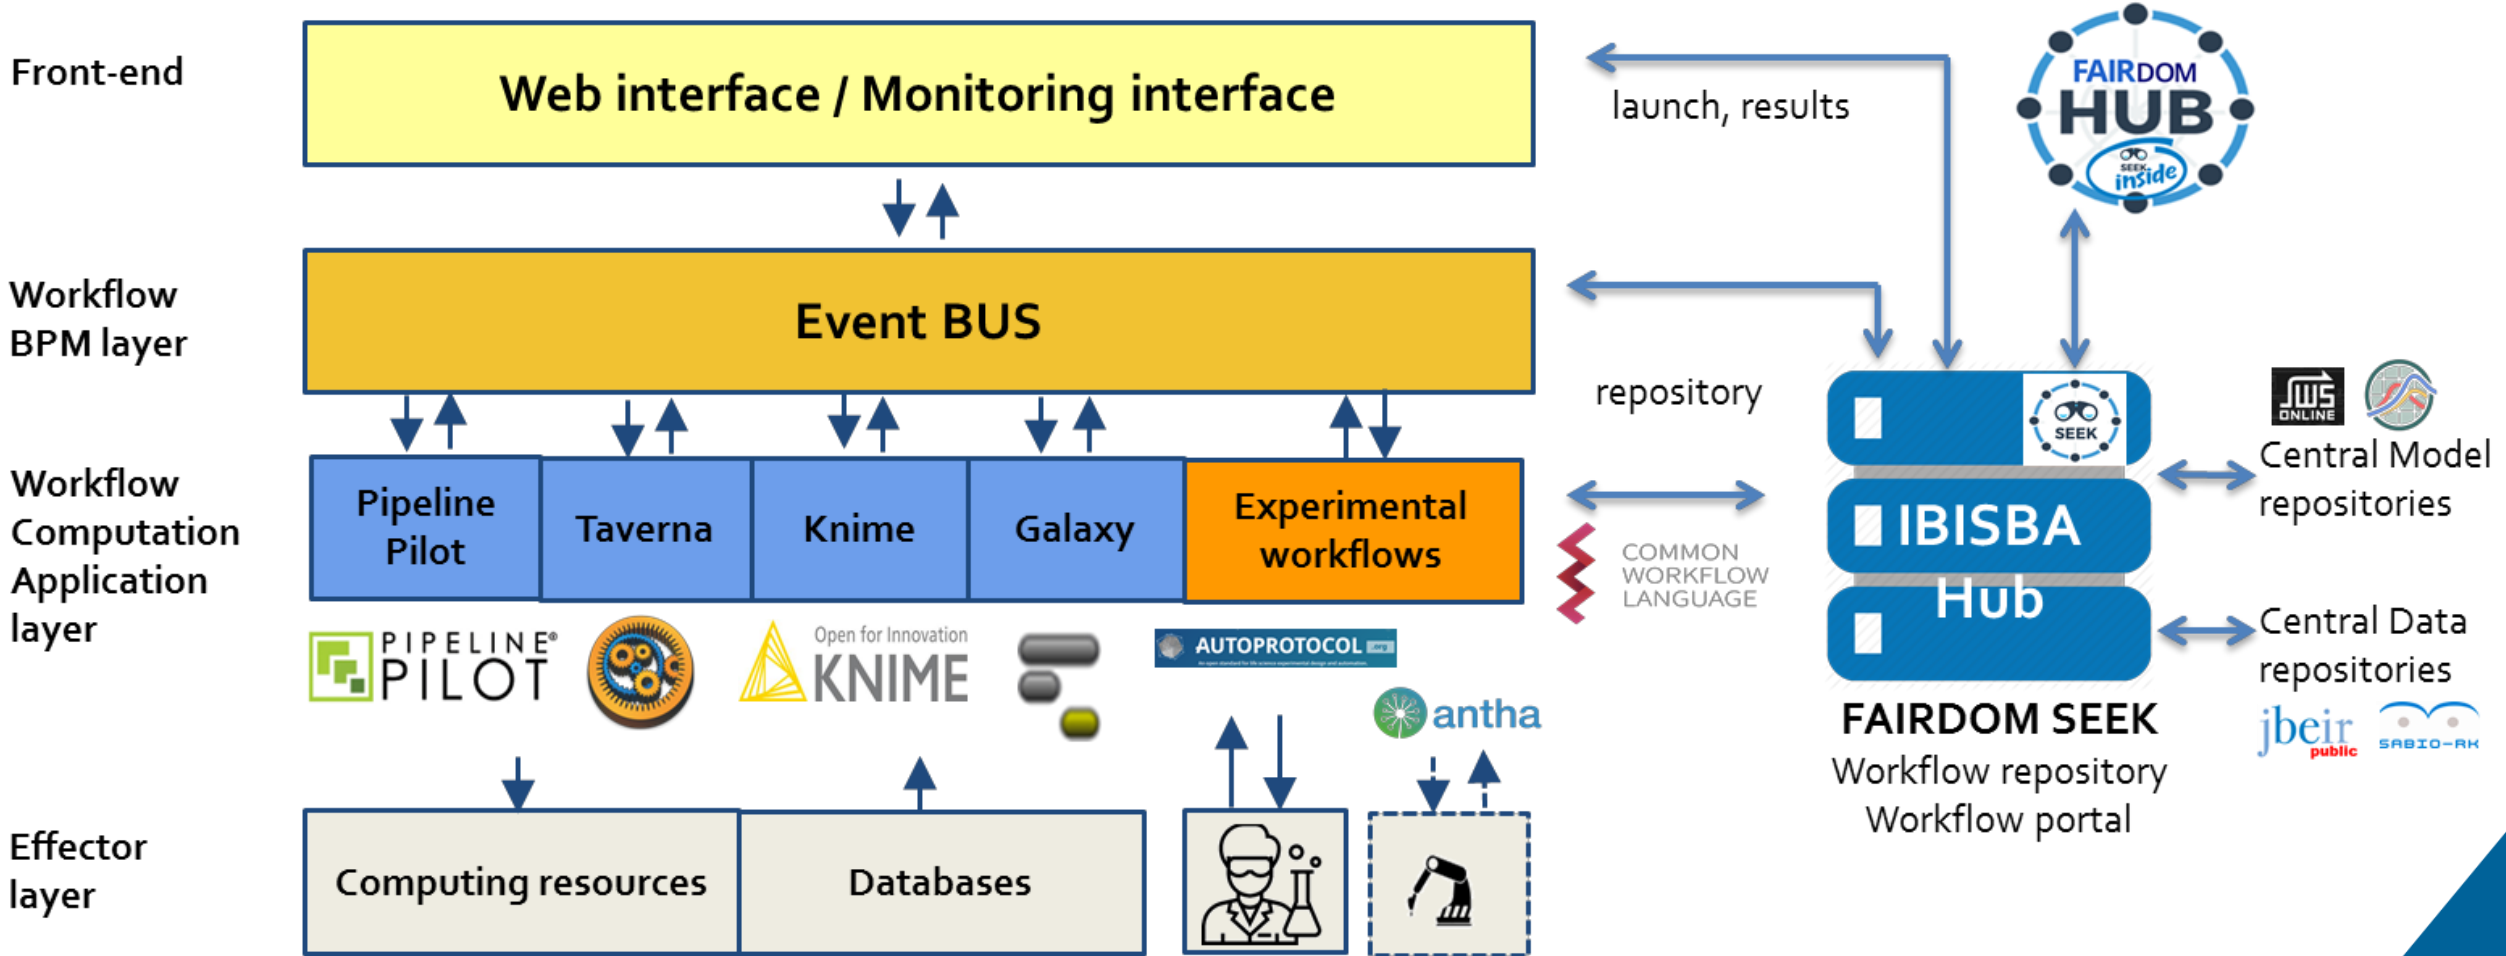 Front-end
Web interface / Monitoring interface
launch, results
FAIRDOM
HUB
SEEK
inside
Workflow
BPM layer
Event BUS
repository
SEEK
JWS
ONLINE
Central Model
repositories
Workflow
Computation
Application
layer
Pipeline
Pilot
Taverna
Knime
Galaxy
Experimental
workflows
COMMON
WORKFLOW
LANGUAGE
IBISBA
Hub
Central Data
repositories
PIPELINE®
PILOT
Open for Innovation
KNIME
AUTOPROTOCOL .org
antha
FAIRDOM SEEK
Workflow repository
Workflow portal
jbeir
public
SABIO-RK
Effector
layer
Computing resources
Databases